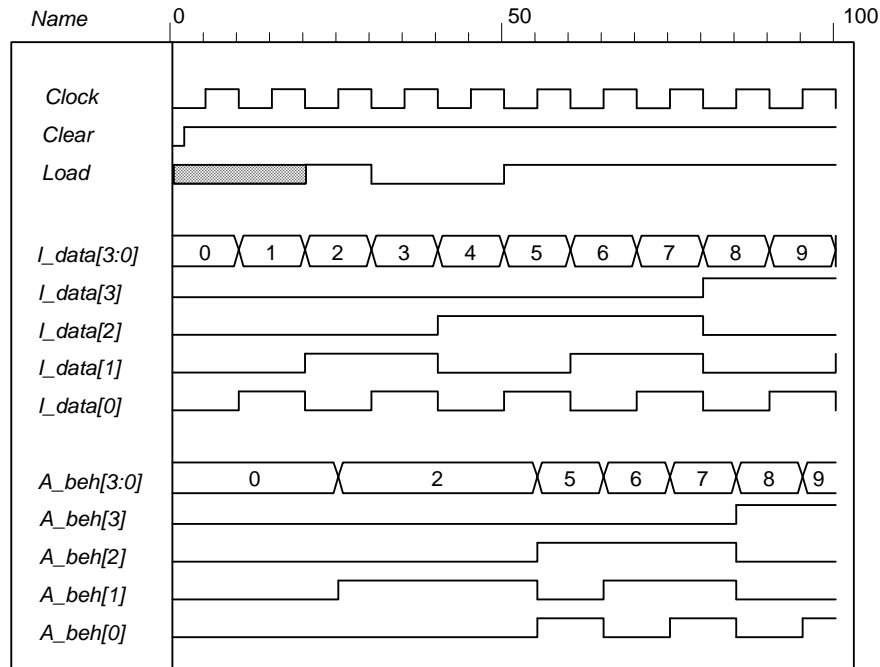 Name 0 50 100
Clock
Clear
Load
I_data[3:0] 0 1 2 3 4 5 6 7 8 9
I_data[3]
I_data[2]
I_data[1]
I_data[0]
A_beh[3:0] 0 2 5 6 7 8 9
A_beh[3]
A_beh[2]
A_beh[1]
A_beh[0]